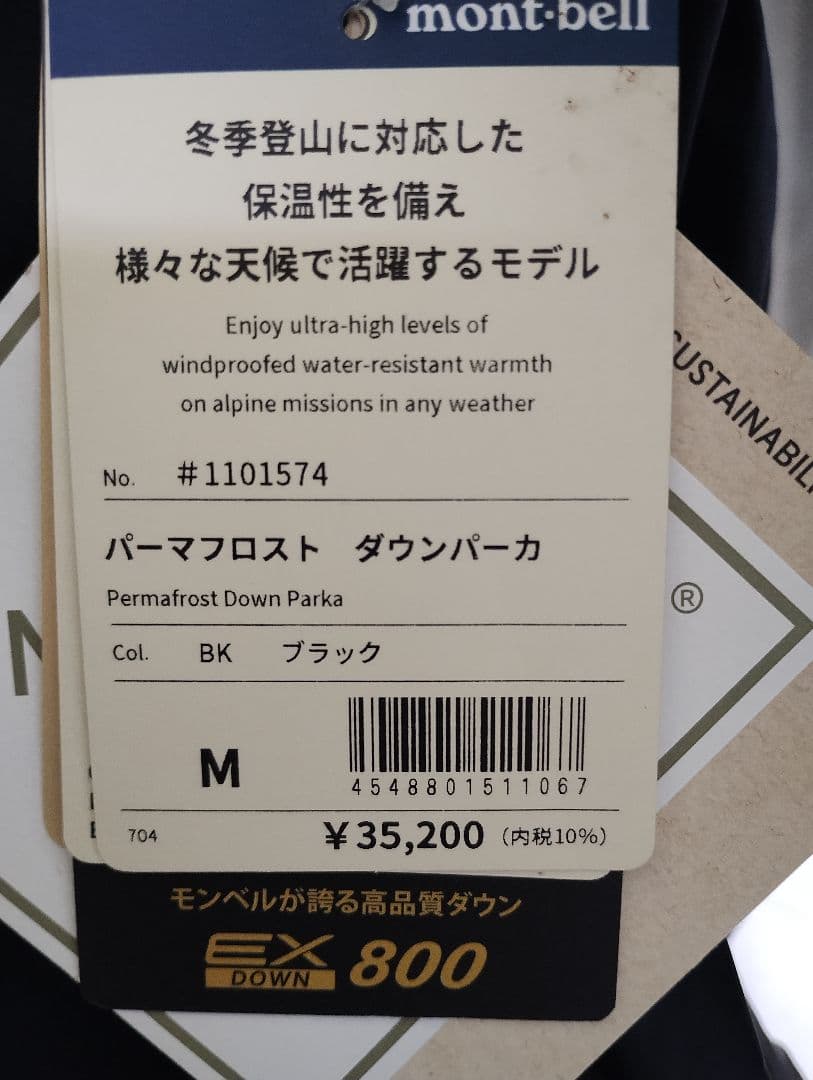 mont-bell
冬季登山に対応した
保温性を備え
様々な天候で活躍するモデル
Enjoy ultra-high levels of
windproofed water-resistant warmth
on alpine missions in any weather
No. #1101574
パーマフロスト ダウンパーカ
Permafrost Down Parka
Col. BK ブラック
M
4548801511067
704 ¥35,200 (内税10%)
モンベルが誇る高品質ダウン
EX DOWN 800
®